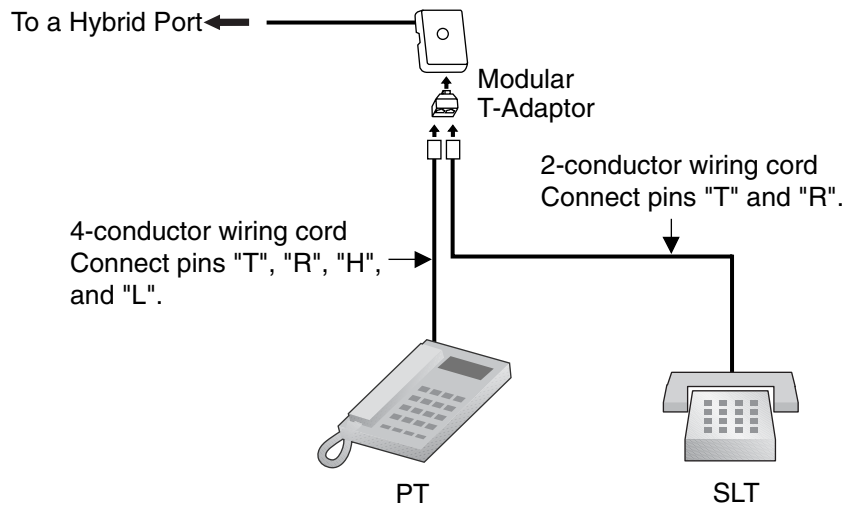 To a Hybrid Port
Modular
T-Adaptor
2-conductor wiring cord
Connect pins "T" and "R".
4-conductor wiring cord
Connect pins "T", "R", "H",
and "L".
PT
SLT